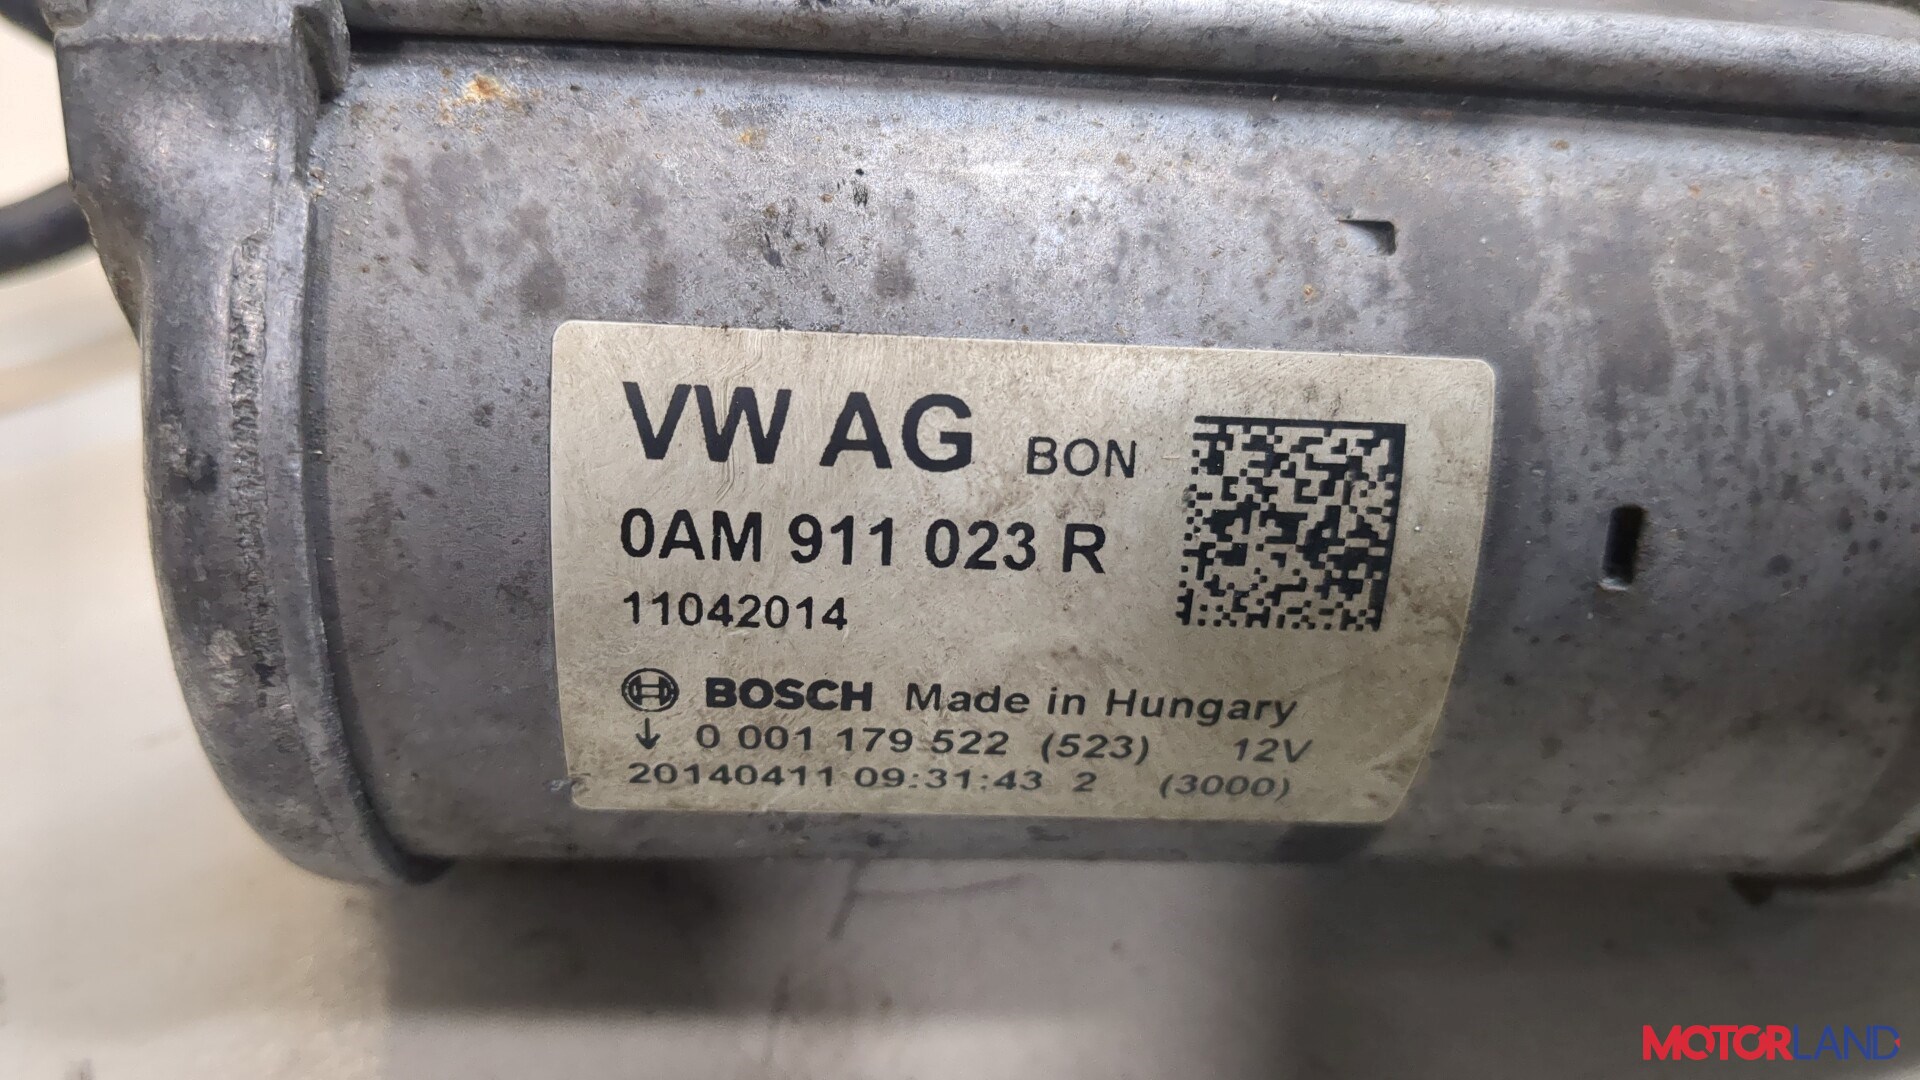 VW AG BON
0AM 911 023 R
11042014
BOSCH Made in Hungary
↓ 0 001 179 522 (523) 12V
20140411 09:31:43 2 (3000)
MOTORLAND